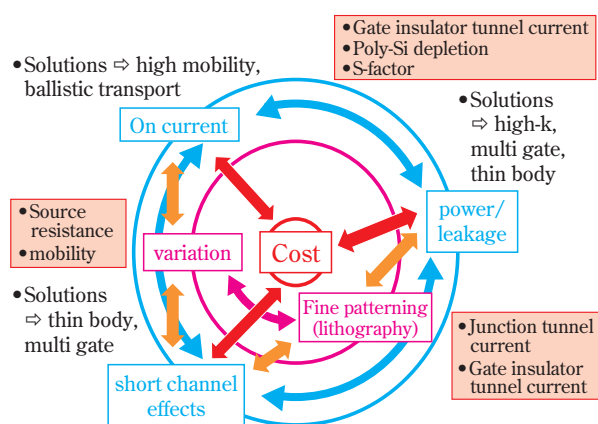 • Gate insulator tunnel current
• Poly-Si depletion
• S-factor
• Solutions ⇨ high mobility,
ballistic transport
• Solutions
⇨ high-k,
multi gate,
thin body
On current
power/
leakage
• Source
resistance
• mobility
variation
Cost
• Solutions
⇨ thin body,
multi gate
Fine patterning
(lithography)
• Junction tunnel
current
• Gate insulator
tunnel current
short channel
effects